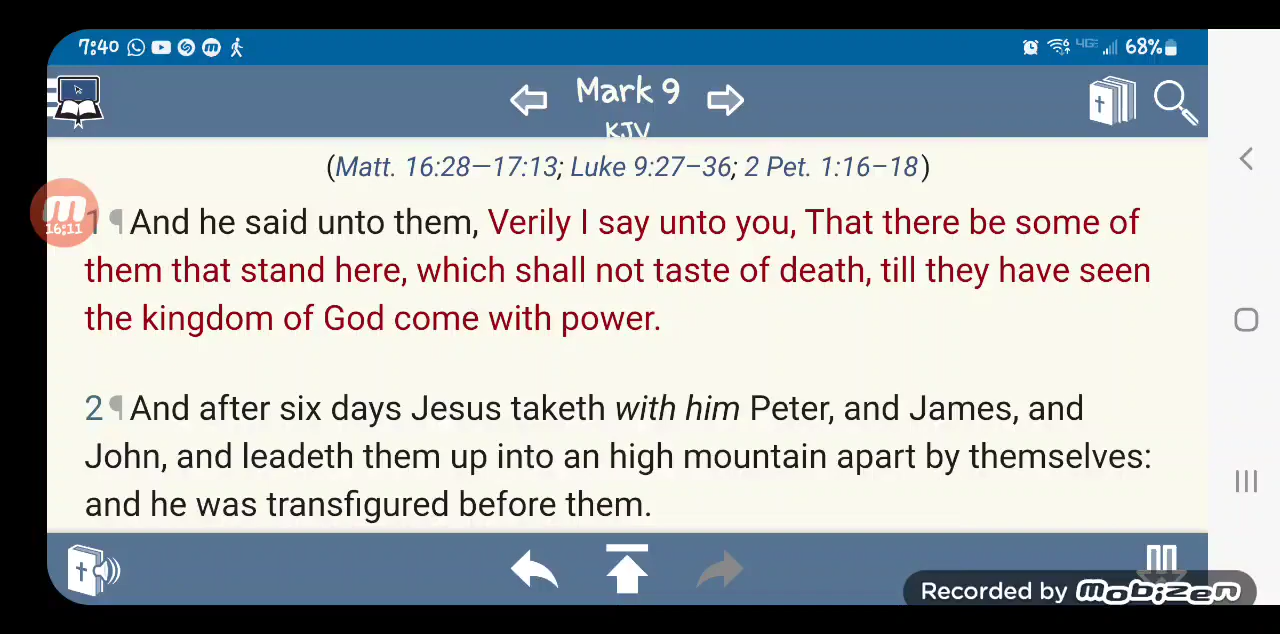 7:40 68%
Mark 9
KJV
(Matt. 16:28—17:13; Luke 9:27–36; 2 Pet. 1:16–18)
1 ¶ And he said unto them, Verily I say unto you, That there be some of
them that stand here, which shall not taste of death, till they have seen
the kingdom of God come with power.
16:11
2 ¶ And after six days Jesus taketh with him Peter, and James, and
John, and leadeth them up into an high mountain apart by themselves:
and he was transfigured before them.
Recorded by mobizen